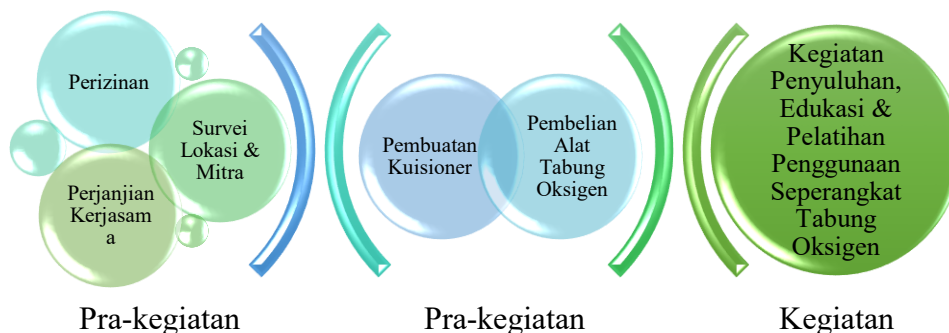 Perizinan
Survei
Lokasi &
Mitra
Perjanjian
Kerjasam
a
Pra-kegiatan
Pembuatan
Kuisioner
Pembelian
Alat
Tabung
Oksigen
Pra-kegiatan
Kegiatan
Penyuluhan,
Edukasi &
Pelatihan
Penggunaan
Seperangkat
Tabung
Oksigen
Kegiatan